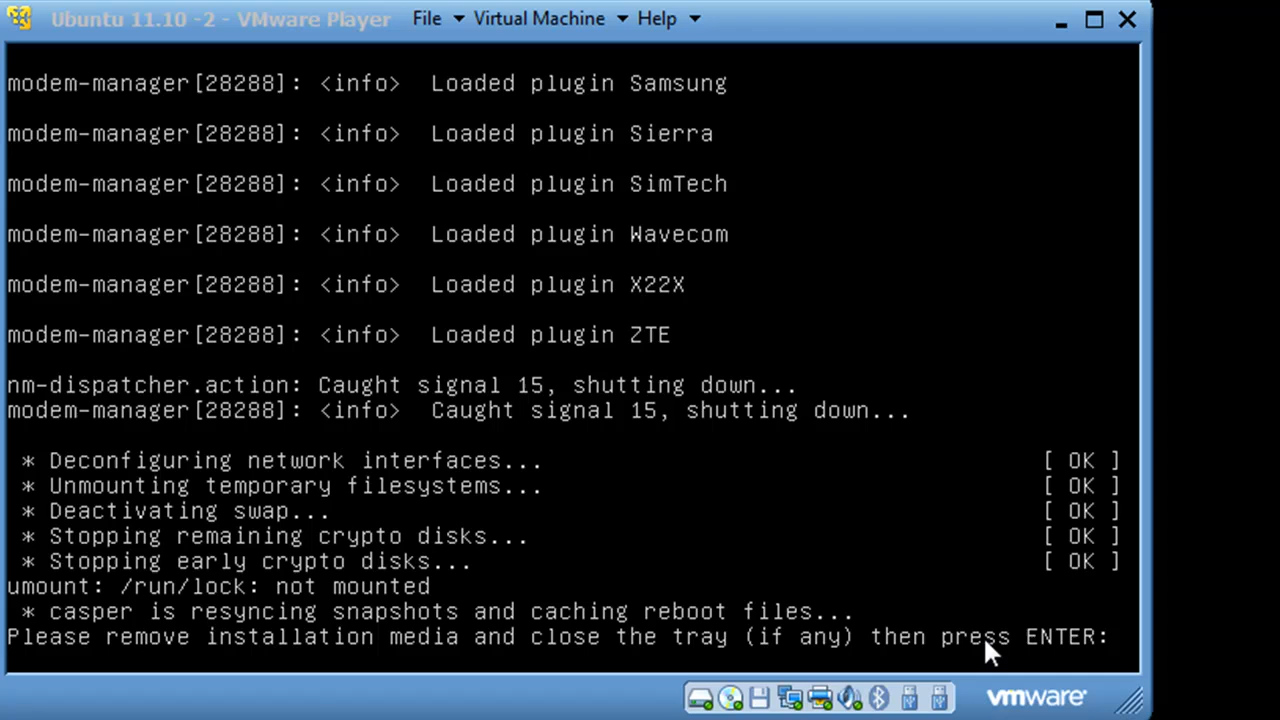 Ubuntu 11.10 -2 - VMware Player File Virtual Machine Help
modem-manager[28288]: <info>  Loaded plugin Samsung
modem-manager[28288]: <info>  Loaded plugin Sierra
modem-manager[28288]: <info>  Loaded plugin SimTech
modem-manager[28288]: <info>  Loaded plugin Wavecom
modem-manager[28288]: <info>  Loaded plugin X22X
modem-manager[28288]: <info>  Loaded plugin ZTE
nm-dispatcher.action: Caught signal 15, shutting down...
modem-manager[28288]: <info>  Caught signal 15, shutting down...
* Deconfiguring network interfaces... [ OK ]
* Unmounting temporary filesystems... [ OK ]
* Deactivating swap... [ OK ]
* Stopping remaining crypto disks... [ OK ]
* Stopping early crypto disks... [ OK ]
umount: /run/lock: not mounted
* casper is resyncing snapshots and caching reboot files...
Please remove installation media and close the tray (if any) then press ENTER:
vmware